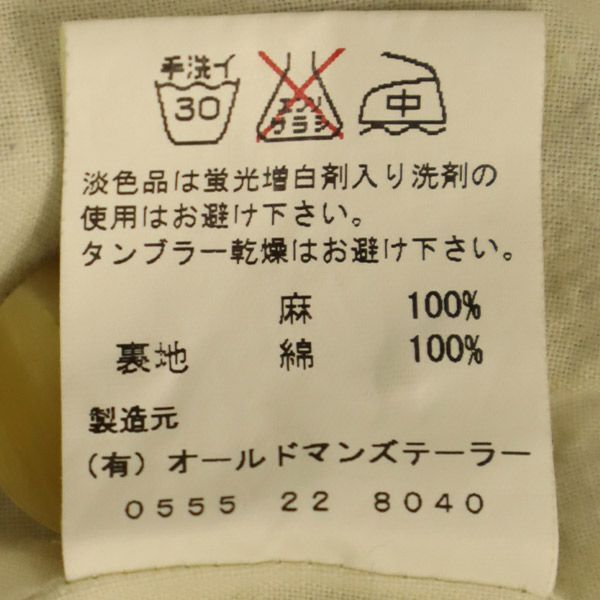 手洗イ
30
エンソ
サラシ
中
淡色品は蛍光増白剤入り洗剤の
使用はお避け下さい。
タンブラー乾燥はお避け下さい。
麻 100%
裏地 綿 100%
製造元
(有) オールドマンズテーラー
0555 22 8040